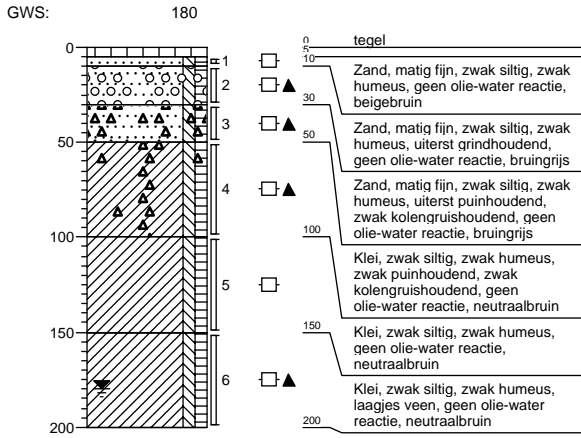 GWS: 180
0
50
100
150
200
1
2
3
4
5
6
0
tegel
5
10
Zand, matig fijn, zwak siltig, zwak
humeus, geen olie-water reactie,
beigebruin
30
Zand, matig fijn, zwak siltig, zwak
humeus, uiterst grindhoudend,
geen olie-water reactie, bruingrijs
50
Zand, matig fijn, zwak siltig, zwak
humeus, uiterst puinhoudend,
zwak kolengruishoudend, geen
olie-water reactie, bruingrijs
100
Klei, zwak siltig, zwak humeus,
zwak puinhoudend, zwak
kolengruishoudend, geen
olie-water reactie, neutraalbruin
150
Klei, zwak siltig, zwak humeus,
geen olie-water reactie,
neutraalbruin
200
Klei, zwak siltig, zwak humeus,
laagjes veen, geen olie-water
reactie, neutraalbruin